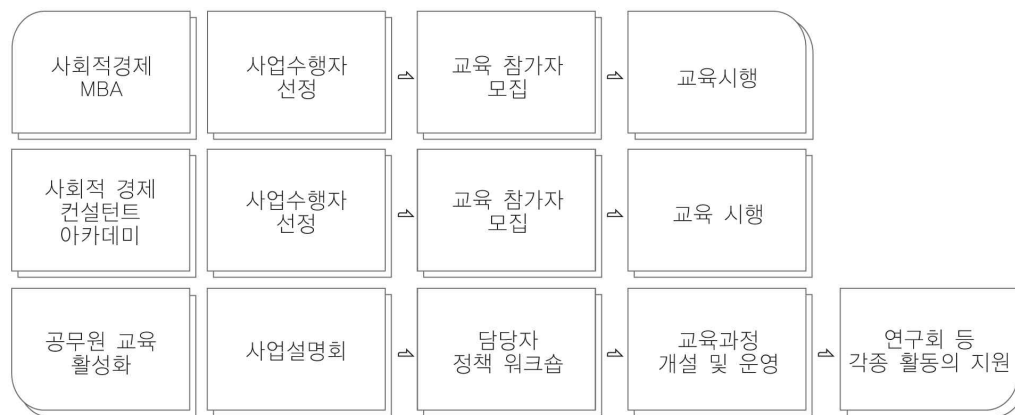 사회적경제
MBA
사업수행자
선정
교육 참가자
모집
교육시행
사회적 경제
컨설턴트
아카데미
사업수행자
선정
교육 참가자
모집
교육 시행
공무원 교육
활성화
사업설명회
담당자
정책 워크숍
교육과정
개설 및 운영
연구회 등
각종 활동의 지원